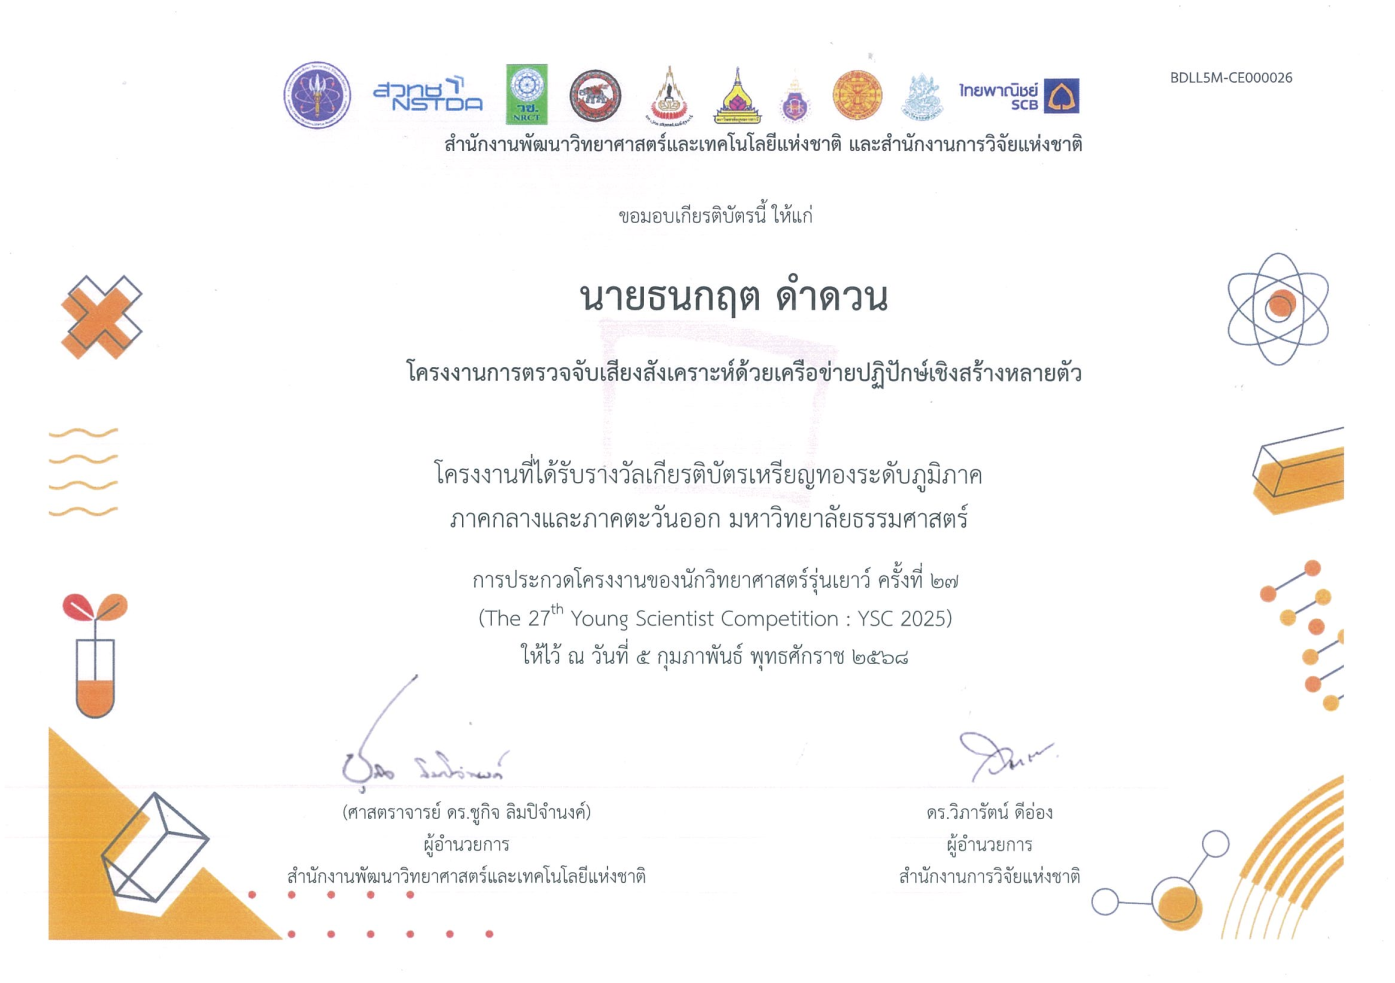 BDLL5M-CE000026
สวทช NSTDA
วช. NRCT
ไทยพาณิชย์ SCB
สำนักงานพัฒนาวิทยาศาสตร์และเทคโนโลยีแห่งชาติ และสำนักงานการวิจัยแห่งชาติ
ขอมอบเกียรติบัตรนี้ ให้แก่
นายธนกฤต ดำดวน
โครงงานการตรวจจับเสียงสังเคราะห์ด้วยเครือข่ายปฏิปักษ์เชิงสร้างหลายตัว
โครงงานที่ได้รับรางวัลเกียรติบัตรเหรียญทองระดับภูมิภาค
ภาคกลางและภาคตะวันออก มหาวิทยาลัยธรรมศาสตร์
การประกวดโครงงานของนักวิทยาศาสตร์รุ่นเยาว์ ครั้งที่ ๒๗
(The 27th Young Scientist Competition : YSC 2025)
ให้ไว้ ณ วันที่ ๕ กุมภาพันธ์ พุทธศักราช ๒๕๖๘
(ศาสตราจารย์ ดร.ชูกิจ ลิมปิจำนงค์)
ผู้อำนวยการ
สำนักงานพัฒนาวิทยาศาสตร์และเทคโนโลยีแห่งชาติ
ดร.วิภารัตน์ ดีอ่อง
ผู้อำนวยการ
สำนักงานการวิจัยแห่งชาติ